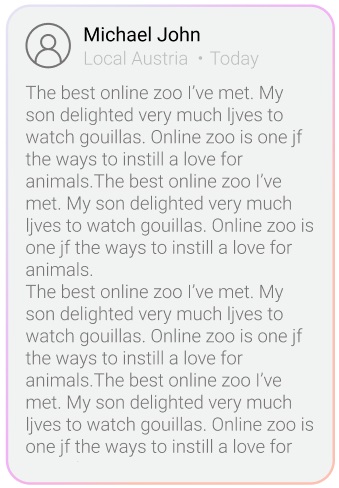 Michael John
Local Austria • Today
The best online zoo I've met. My
son delighted very much ljves to
watch gouillas. Online zoo is one jf
the ways to instill a love for
animals.The best online zoo I've
met. My son delighted very much
ljves to watch gouillas. Online zoo is
one jf the ways to instill a love for
animals.
The best online zoo I've met. My
son delighted very much ljves to
watch gouillas. Online zoo is one jf
the ways to instill a love for
animals.The best online zoo I've
met. My son delighted very much
ljves to watch gouillas. Online zoo is
one jf the ways to instill a love for